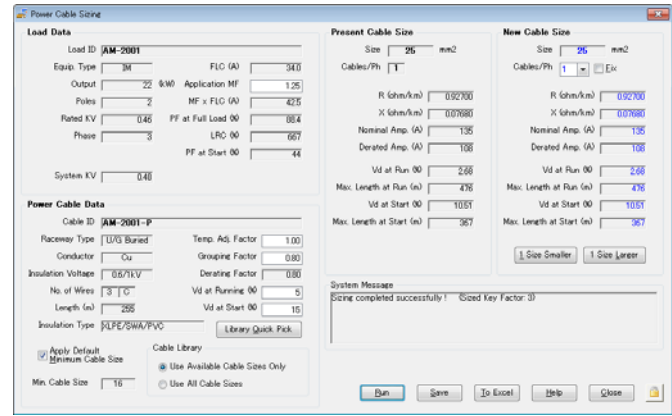 Power Cable Sizing
Load Data
Load ID AM-2001
Equip. Type IM FLC (A) 34.0
Output 22 (kW) Application MF 1.25
Poles 2 MF x FLC (A) 42.5
Rated KV 0.46 PF at Full Load (%) 88.4
Phase 3 LRC (%) 667
PF at Start (%) 44
System KV 0.48
Power Cable Data
Cable ID AM-2001-P
Raceway Type U/G Buried Temp. Adj. Factor 1.00
Conductor Cu Grouping Factor 0.80
Insulation Voltage 0.6/1kV Derating Factor 0.80
No. of Wires 3 C Vd at Running (%) 5
Length (m) 255 Vd at Start (%) 15
Insulation Type XLPE/SWA/PVC Library Quick Pick
Apply Default Minimum Cable Size
Min. Cable Size 16
Cable Library
Use Available Cable Sizes Only
Use All Cable Sizes
Present Cable Size
Size 25 mm2
Cables/Ph 1
R (ohm/km) 0.92700
X (ohm/km) 0.07680
Nominal Amp. (A) 135
Derated Amp. (A) 108
Vd at Run (%) 2.68
Max. Length at Run (m) 476
Vd at Start (%) 10.51
Max. Length at Start (m) 367
New Cable Size
Size 25 mm2
Cables/Ph 1 Fix
R (ohm/km) 0.92700
X (ohm/km) 0.07680
Nominal Amp. (A) 135
Derated Amp. (A) 108
Vd at Run (%) 2.68
Max. Length at Run (m) 476
Vd at Start (%) 10.51
Max. Length at Start (m) 367
1 Size Smaller 1 Size Larger
System Message
Sizing completed successfully ! (Sized Key Factor: 3)
Run Save To Excel Help Close